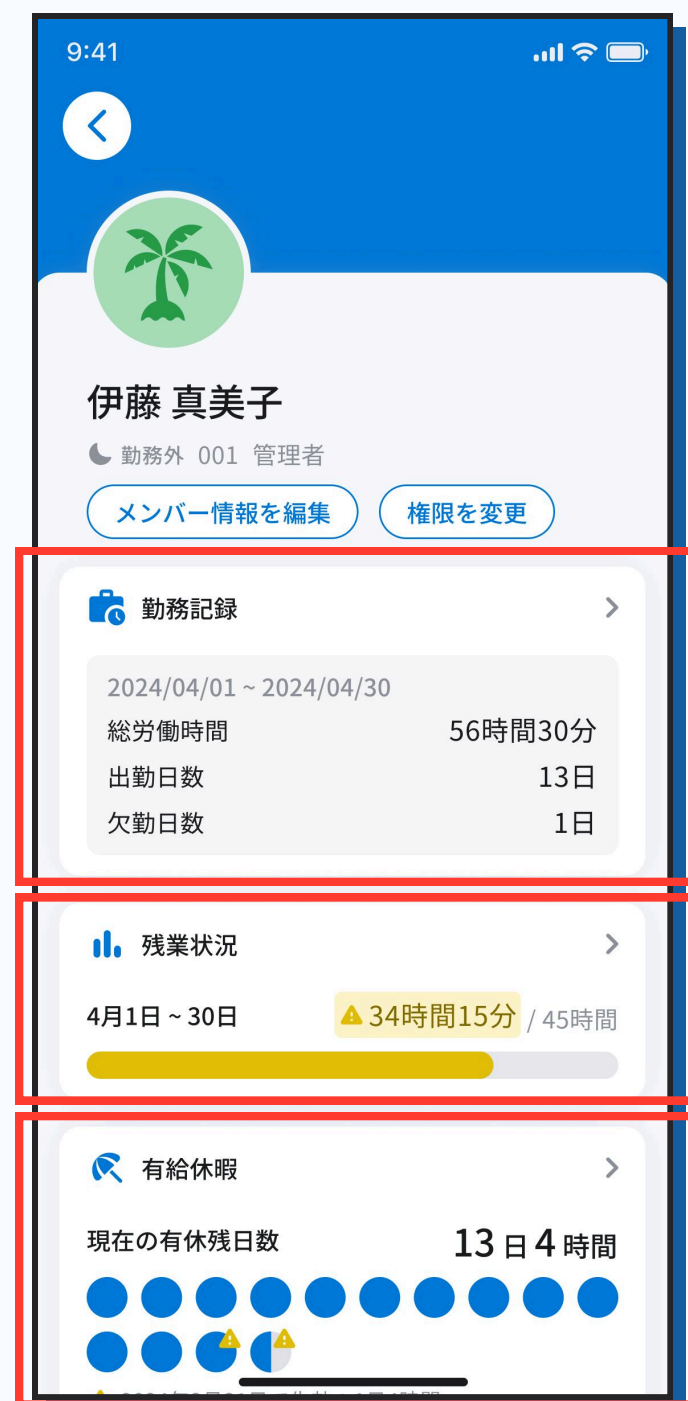 9:41
伊藤 真美子
勤務外 001 管理者
メンバー情報を編集 権限を変更
勤務記録
2024/04/01 ~ 2024/04/30
総労働時間 56時間30分
出勤日数 13日
欠勤日数 1日
残業状況
4月1日 ~ 30日 34時間15分 / 45時間
有給休暇
現在の有休残日数 13 日 4 時間